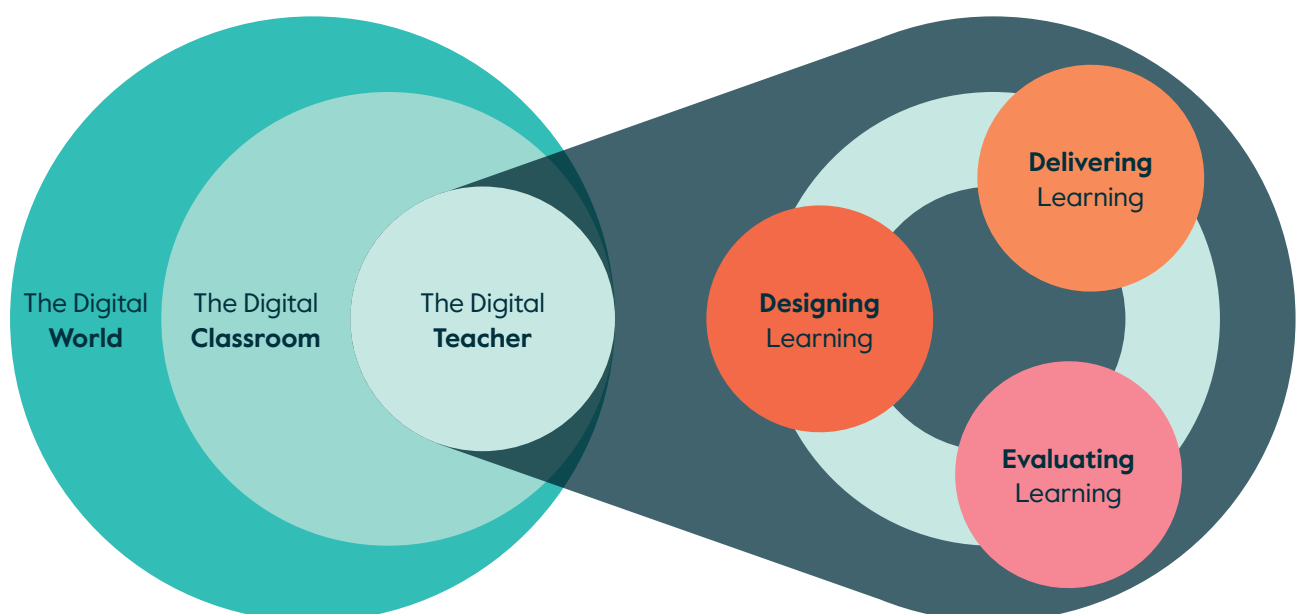 The Digital
World
The Digital
Classroom
The Digital
Teacher
Designing
Learning
Delivering
Learning
Evaluating
Learning